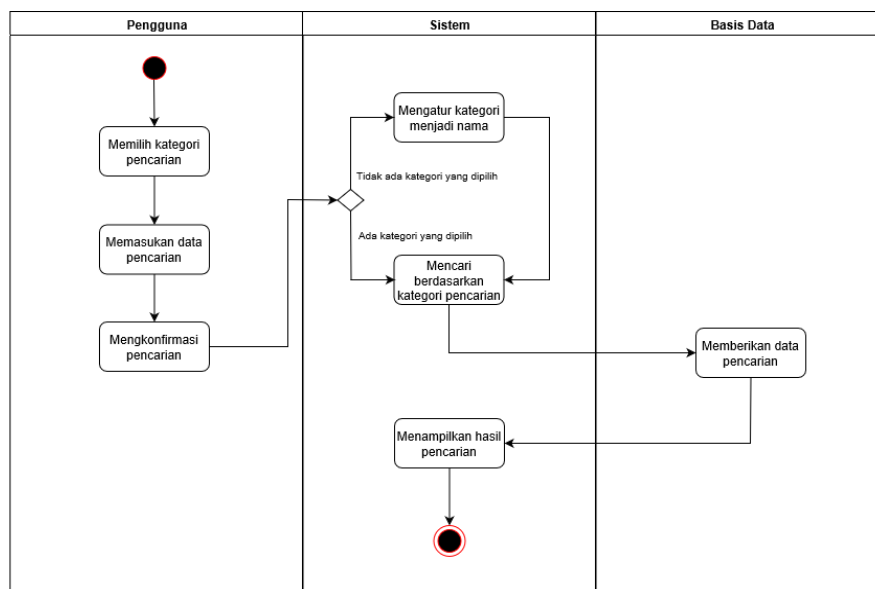 Pengguna
Sistem
Basis Data
Memilih kategori
pencarian
Memasukan data
pencarian
Mengkonfirmasi
pencarian
Mengatur kategori
menjadi nama
Tidak ada kategori yang dipilih
Ada kategori yang dipilih
Mencari
berdasarkan
kategori pencarian
Memberikan data
pencarian
Menampilkan hasil
pencarian